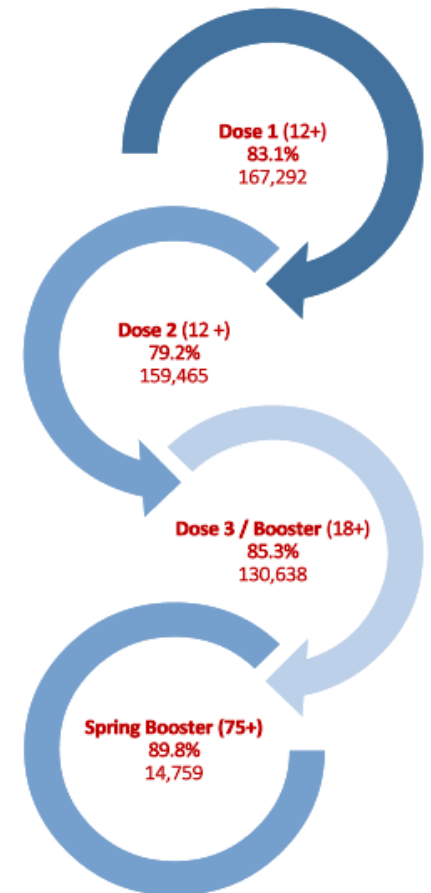 Dose 1 (12+)
83.1%
167,292
Dose 2 (12 +)
79.2%
159,465
Dose 3 / Booster (18+)
85.3%
130,638
Spring Booster (75+)
89.8%
14,759